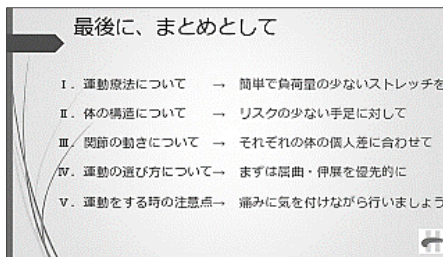 最後に、まとめとして
Ⅰ．運動療法について → 簡単で負荷量の少ないストレッチを
Ⅱ．体の構造について → リスクの少ない手足に対して
Ⅲ．関節の動きについて → それぞれの体の個人差に合わせて
Ⅳ．運動の選び方について→ まずは屈曲・伸展を優先的に
Ⅴ．運動をする時の注意点→ 痛みに気を付けながら行いましょう